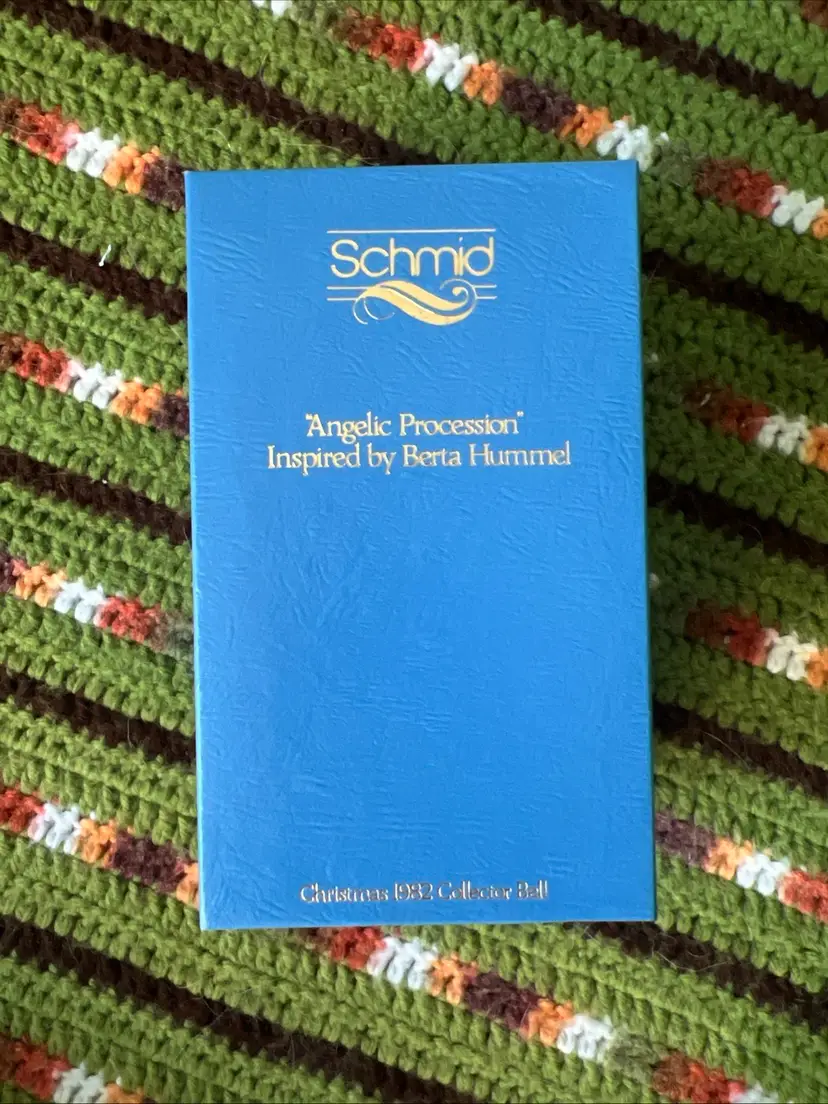 Schmid
"Angelic Procession"
Inspired by Berta Hummel
Christmas 1982 Collector Ball